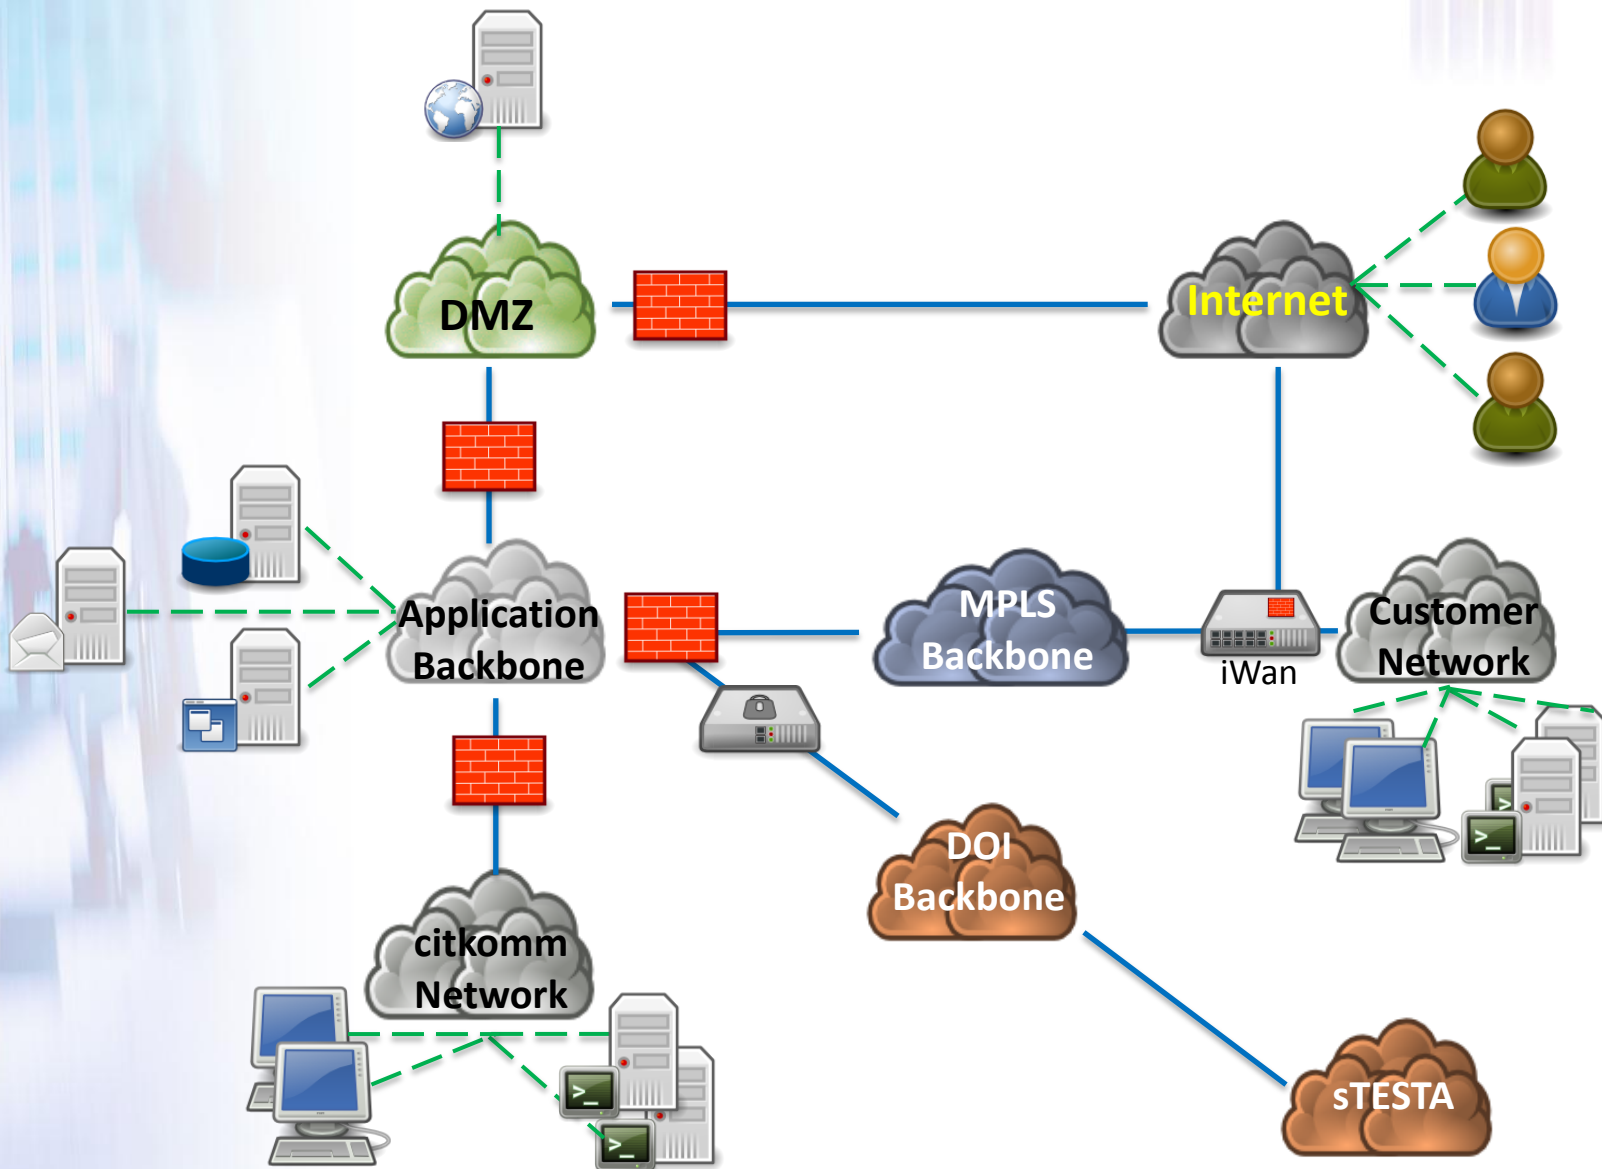 DMZ
Internet
Application
Backbone
MPLS
Backbone
iWan
Customer
Network
DOI
Backbone
citkomm
Network
sTESTA
>_
>_
>_
>_